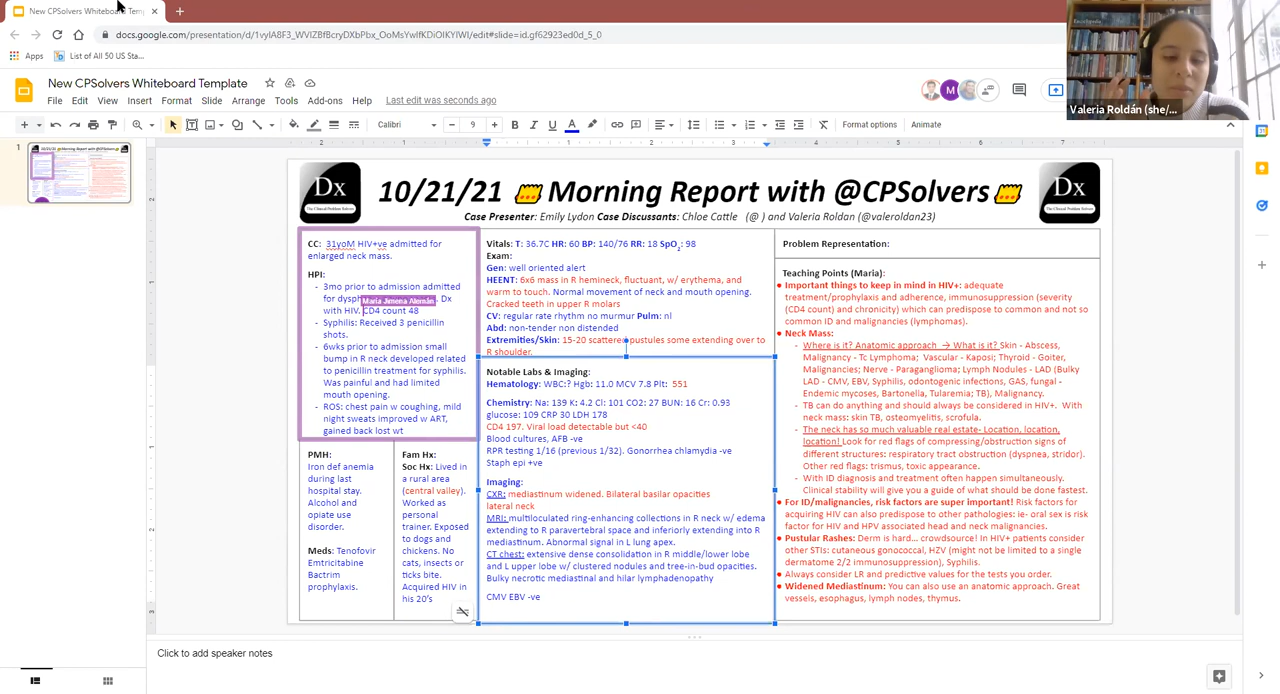 New CPSolvers Whiteboard Temp
docs.google.com/presentation/d/
Apps
List of All 50 US Sta...
New CPSolvers Whiteboard Template
File Edit View Insert Format Slide Arrange Tools Add-ons Help Last edit was seconds ago
Valeria Roldán (she/...
Calibri
9
Format options
Animate
1
Dx
10/21/21 Morning Report with @CPSolvers
Dx
Case Presenter: Emily Lydon Case Discussants: Chloe Cattle (@ ) and Valeria Roldan (@valeroldan23)
CC: 31yoM HIV+ve admitted for
enlarged neck mass.
HPI:
- 3mo prior to admission admitted
for dysph
Maria Jimena Alemán
. Dx
with HIV. CD4 count 48
- Syphilis: Received 3 penicillin
shots.
- 6wks prior to admission small
bump in R neck developed related
to penicillin treatment for syphilis.
Was painful and had limited
mouth opening.
- ROS: chest pain w coughing, mild
night sweats improved w ART,
gained back lost wt
PMH:
Iron def anemia
during last
hospital stay.
Alcohol and
opiate use
disorder.
Meds: Tenofovir
Emtricitabine
Bactrim
prophylaxis.
Fam Hx:
Soc Hx: Lived in
a rural area
(central valley).
Worked as
personal
trainer. Exposed
to dogs and
chickens. No
cats, insects or
ticks bite.
Acquired HIV in
his 20's
Vitals: T: 36.7C HR: 60 BP: 140/76 RR: 18 SpO2: 98
Exam:
Gen: well oriented alert
HEENT: 6x6 mass in R hemineck, fluctuant, w/ erythema, and
warm to touch. Normal movement of neck and mouth opening.
Cracked teeth in upper R molars
CV: regular rate rhythm no murmur Pulm: nl
Abd: non-tender non distended
Extremities/Skin: 15-20 scattered pustules some extending over to
R shoulder.
Notable Labs & Imaging:
Hematology: WBC:? Hgb: 11.0 MCV 7.8 Plt: 551
Chemistry: Na: 139 K: 4.2 Cl: 101 CO2: 27 BUN: 16 Cr: 0.93
glucose: 109 CRP 30 LDH 178
CD4 197. Viral load detectable but <40
Blood cultures, AFB -ve
RPR testing 1/16 (previous 1/32). Gonorrhea chlamydia -ve
Staph epi +ve
Imaging:
CXR: mediastinum widened. Bilateral basilar opacities
lateral neck
MRI: multloculated ring-enhancing collections in R neck w/ edema
extending to R paravertebral space and inferiorly extending into R
mediastinum. Abnormal signal in L lung apex.
CT chest: extensive dense consolidation in R middle/lower lobe
and L upper lobe w/ clustered nodules and tree-in-bud opacities.
Bulky necrotic mediastinal and hilar lymphadenopathy
CMV EBV -ve
Problem Representation:
Teaching Points (Maria):
● Important things to keep in mind in HIV+: adequate
treatment/prophylaxis and adherence, immunosuppression (severity
(CD4 count) and chronicity) which can predispose to common and not so
common ID and malignancies (lymphomas).
● Neck Mass:
- Where is it? Anatomic approach → What is it? Skin - Abscess,
Malignancy - Tc Lymphoma; Vascular - Kaposi; Thyroid - Goiter,
Malignancies; Nerve - Paraganglioma; Lymph Nodes - LAD (Bulky
LAD - CMV, EBV, Syphilis, odontogenic infections, GAS, fungal -
Endemic mycoses, Bartonella, Tularemia; TB), Malignancy.
- TB can do anything and should always be considered in HIV+. With
neck mass: skin TB, osteomyelitis, scrofula.
- The neck has so much valuable real estate- Location, location,
location! Look for red flags of compressing/obstruction signs of
different structures: respiratory tract obstruction (dyspnea, stridor).
Other red flags: trismus, toxic appearance.
- With ID diagnosis and treatment often happen simultaneously.
Clinical stability will give you a guide of what should be done fastest.
● For ID/malignancies, risk factors are super important! Risk factors for
acquiring HIV can also predispose to other pathologies: ie- oral sex is risk
factor for HIV and HPV associated head and neck malignancies.
● Pustular Rashes: Derm is hard... crowdsource! In HIV+ patients consider
other STIs: cutaneous gonococcal, HZV (might not be limited to a single
dermatome 2/2 immunosuppression), Syphilis.
● Always consider LR and predictive values for the tests you order.
● Widened Mediastinum: You can also use an anatomic approach. Great
vessels, esophagus, lymph nodes, thymus.
Click to add speaker notes